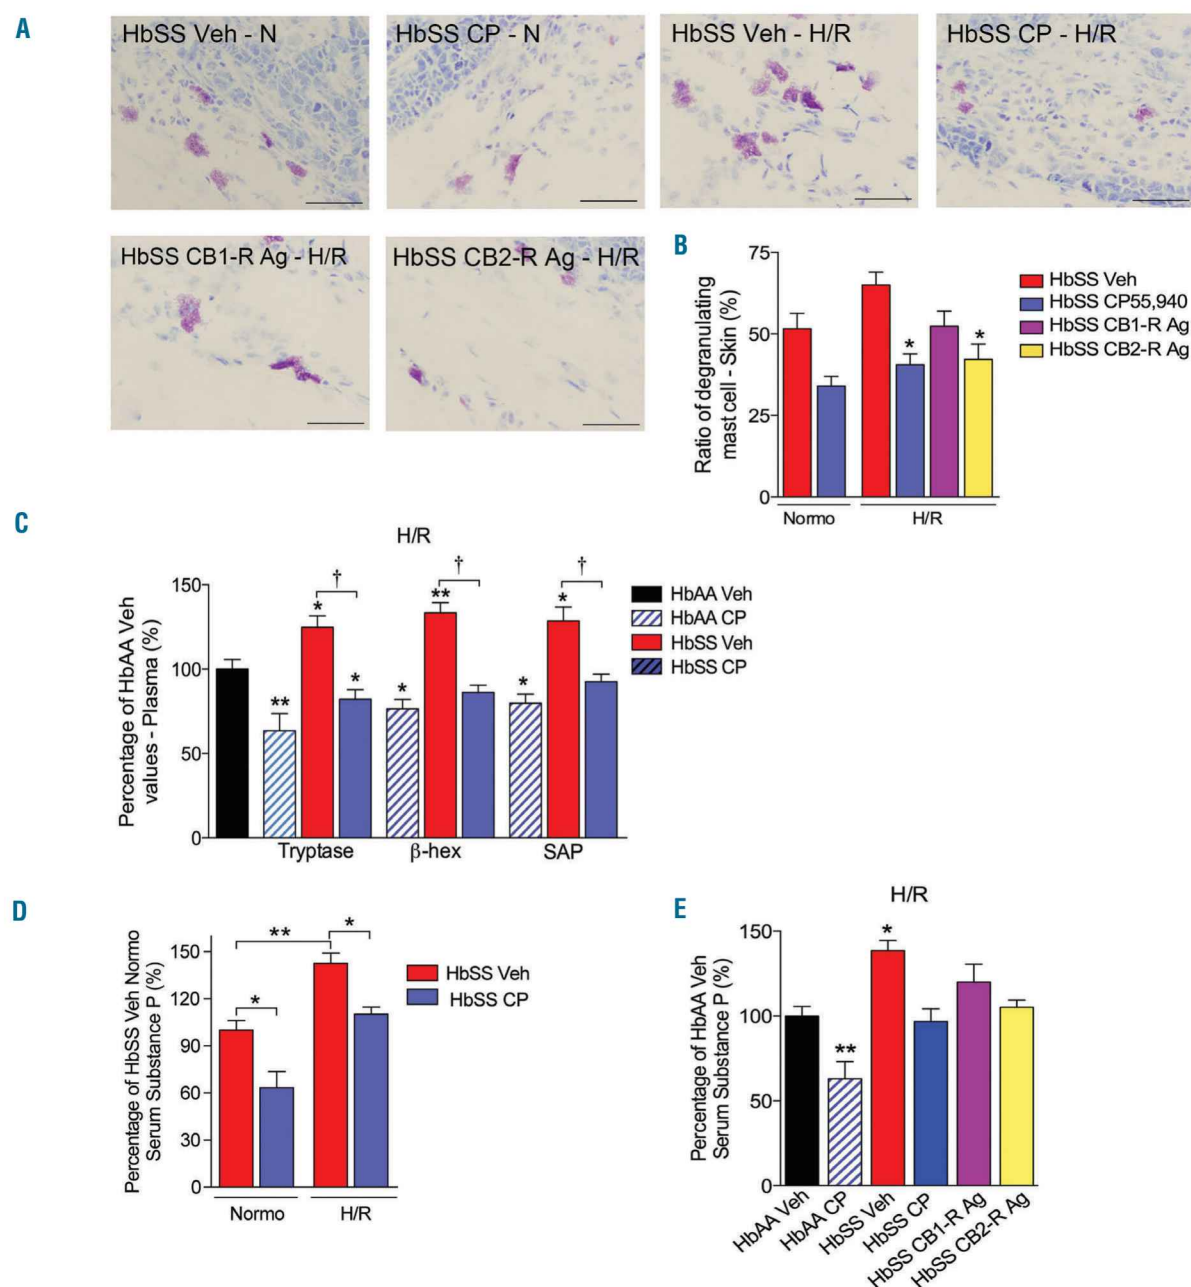 A
HbSS Veh - N
HbSS CP - N
HbSS Veh - H/R
HbSS CP - H/R
HbSS CB1-R Ag - H/R
HbSS CB2-R Ag - H/R
B
Ratio of degranulating
mast cell - Skin (%)
75
50
25
0
*
*
Normo
H/R
HbSS Veh
HbSS CP55,940
HbSS CB1-R Ag
HbSS CB2-R Ag
C
H/R
Percentage of HbAA Veh
values - Plasma (%)
150
100
50
0
**
*
†
*
*
**
†
*
*
†
Tryptase
β-hex
SAP
HbAA Veh
HbAA CP
HbSS Veh
HbSS CP
D
Percentage of HbSS Veh Normo
Serum Substance P (%)
150
120
90
60
30
0
*
**
*
Normo
H/R
HbSS Veh
HbSS CP
E
H/R
Percentage of HbAA Veh
Serum Substance P (%)
150
100
50
0
**
*
HbAA Veh
HbAA CP
HbSS Veh
HbSS CP
HbSS CB1-R Ag
HbSS CB2-R Ag